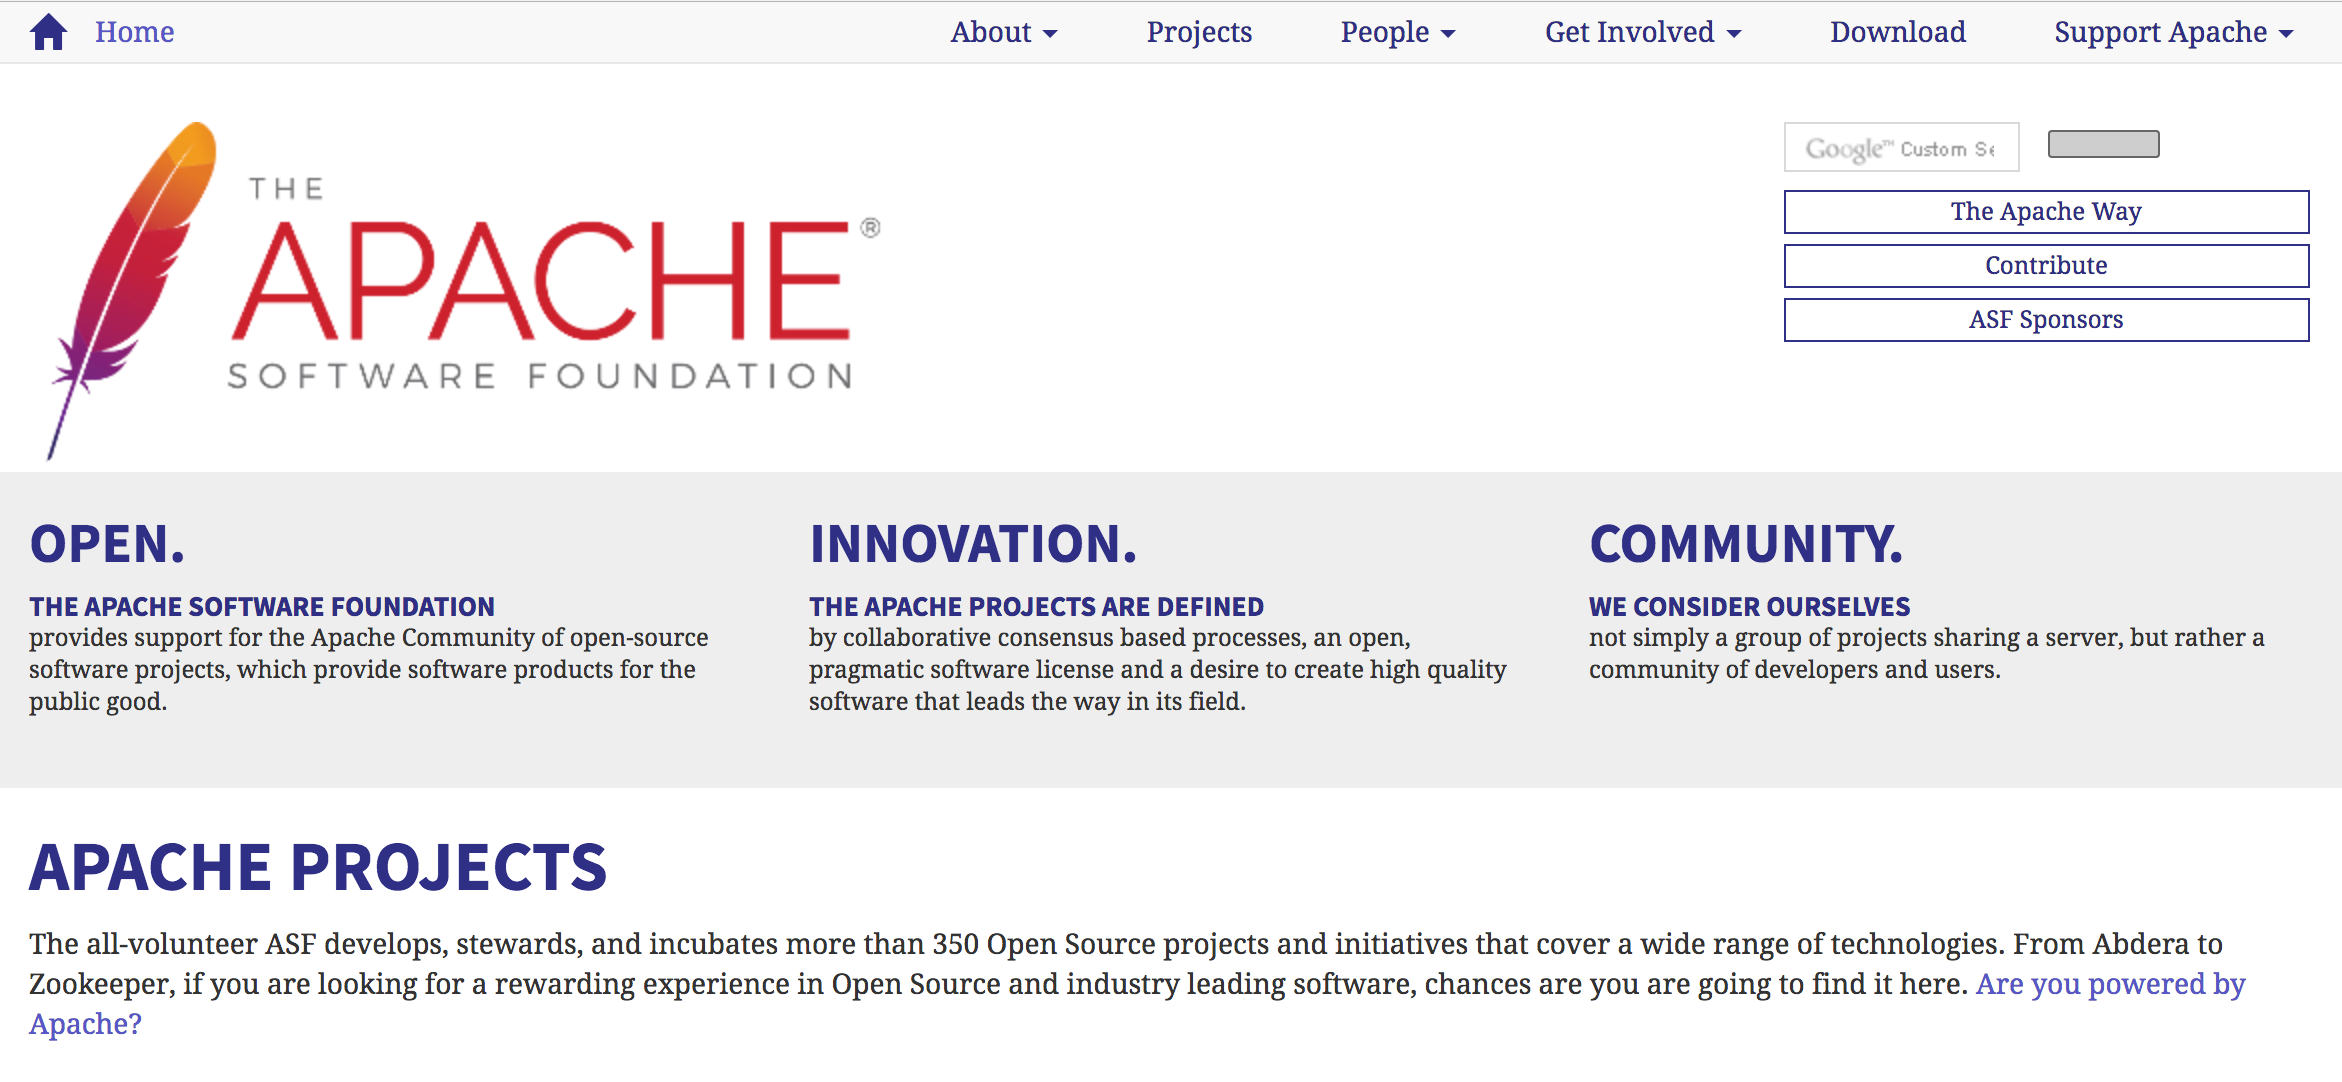 Home About Projects People Get Involved Download Support Apache
THE
APACHE®
SOFTWARE FOUNDATION
Google™ Custom
The Apache Way
Contribute
ASF Sponsors
OPEN.
THE APACHE SOFTWARE FOUNDATION
provides support for the Apache Community of open-source
software projects, which provide software products for the
public good.
INNOVATION.
THE APACHE PROJECTS ARE DEFINED
by collaborative consensus based processes, an open,
pragmatic software license and a desire to create high quality
software that leads the way in its field.
COMMUNITY.
WE CONSIDER OURSELVES
not simply a group of projects sharing a server, but rather a
community of developers and users.
APACHE PROJECTS
The all-volunteer ASF develops, stewards, and incubates more than 350 Open Source projects and initiatives that cover a wide range of technologies. From Abdera to
Zookeeper, if you are looking for a rewarding experience in Open Source and industry leading software, chances are you are going to find it here. Are you powered by
Apache?